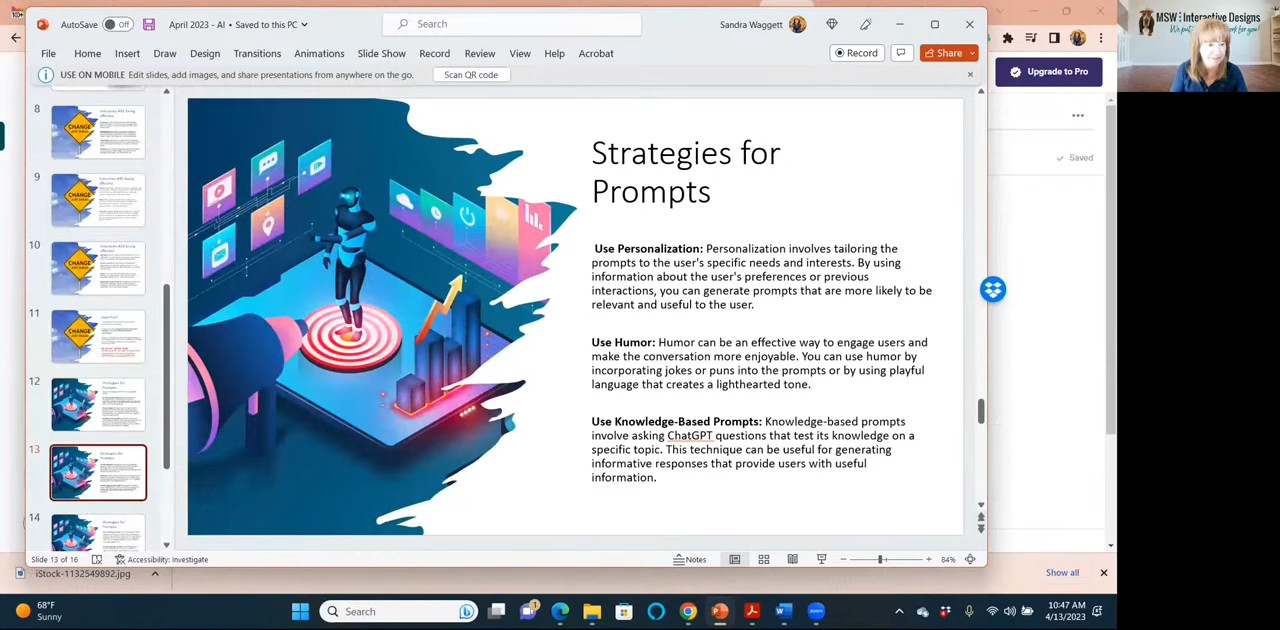 AutoSave Off April 2023 - AI • Saved to this PC Search Sandra Waggett
File Home Insert Draw Design Transitions Animations Slide Show Record Review View Help Acrobat Record Share
USE ON MOBILE Edit slides, add images, and share presentations from anywhere on the go. Scan QR code
Upgrade to Pro
Saved
MSW Interactive Designs
8
9
10
11
12
13
14
CHANGE
CHANGE
CHANGE
CHANGE
Strategies for
Prompts
Use Personalization: Personalization involves tailoring the
prompts to the user's specific needs and interests. By using
information about the user's preferences or previous
interactions, you can generate prompts that are more likely to be
relevant and useful to the user.
Use Humor: Humor can be an effective way to engage users and
make the conversation more enjoyable. You can use humor by
incorporating jokes or puns into the prompts or by using playful
language that creates a lighthearted tone.
Use Knowledge-Based Prompts: Knowledge-based prompts
involve asking ChatGPT questions that test its knowledge on a
specific topic. This technique can be useful for generating
informative responses that provide users with useful
information.
Slide 13 of 16 Accessibility: Investigate Notes 84%
iStock-1132549892.jpg Show all
68°F
Sunny
Search
10:47 AM
4/13/2023